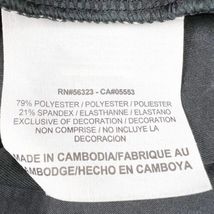 RN#56323 - CA#05553
79% POLYESTER / POLYESTER / POLIESTER
21% SPANDEX / ELASTHANNE / ELASTANO
EXCLUSIVE OF DECORATION / DECORATION
NON COMPRISE / NO INCLUYE LA
DECORACION
MADE IN CAMBODIA/FABRIQUE AU
CAMBODGE/HECHO EN CAMBOYA